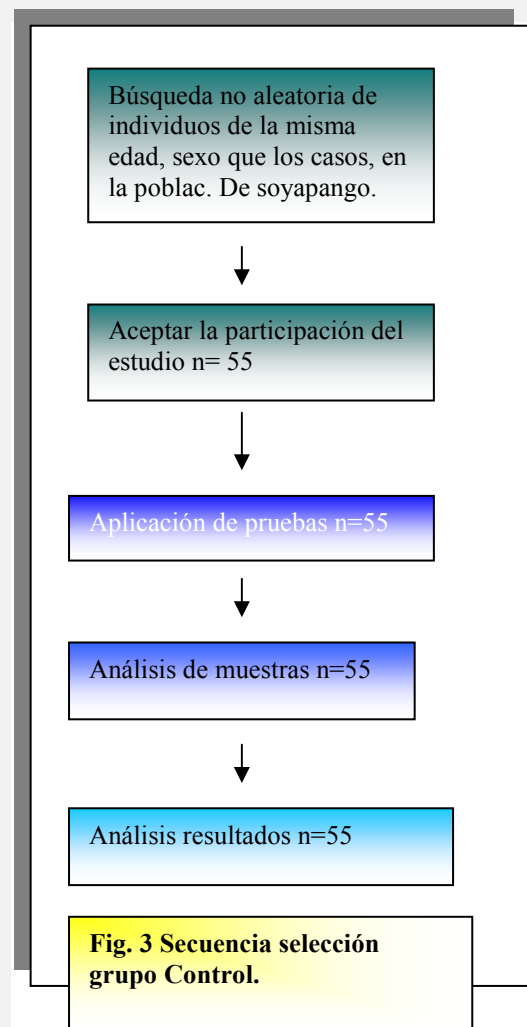 Búsqueda no aleatoria de
individuos de la misma
edad, sexo que los casos, en
la poblac. De soyapango.
Aceptar la participación del
estudio n= 55
Aplicación de pruebas n=55
Análisis de muestras n=55
Análisis resultados n=55
Fig. 3 Secuencia selección
grupo Control.